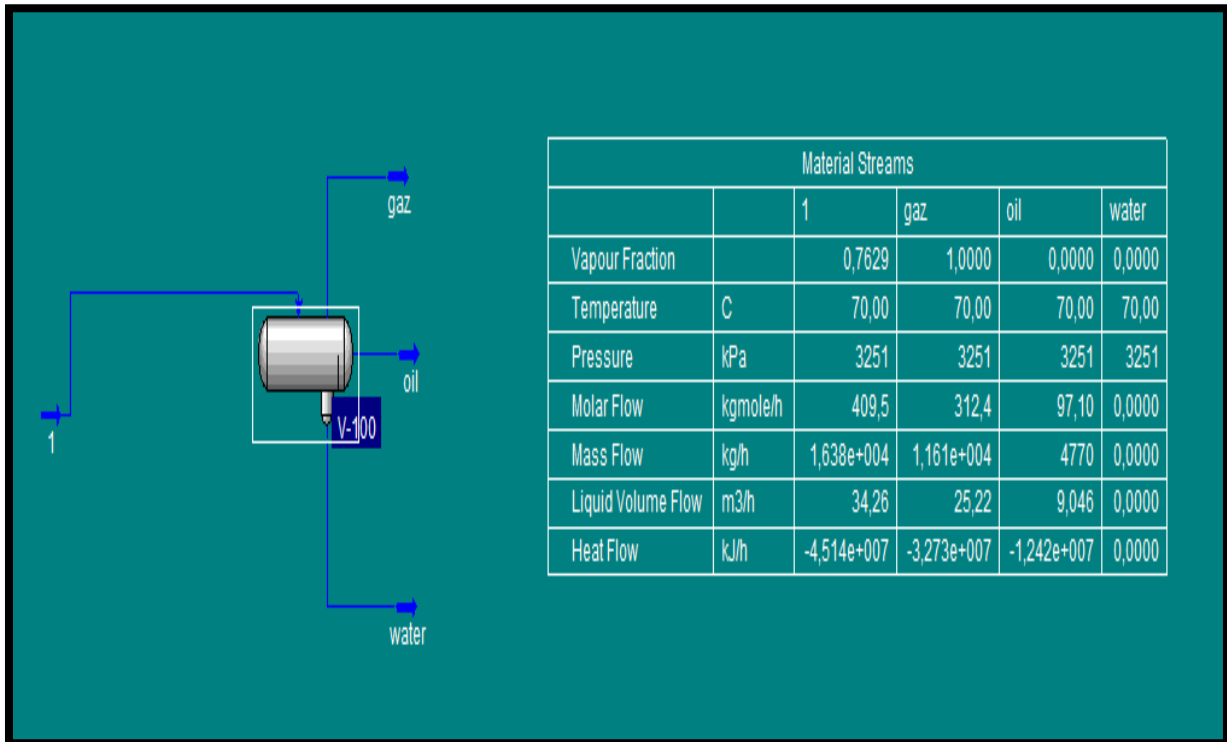 gaz
oil
V-100
1
water
Material Streams
1 gaz oil water
Vapour Fraction 0,7629 1,0000 0,0000 0,0000
Temperature C 70,00 70,00 70,00 70,00
Pressure kPa 3251 3251 3251 3251
Molar Flow kgmole/h 409,5 312,4 97,10 0,0000
Mass Flow kg/h 1,638e+004 1,161e+004 4770 0,0000
Liquid Volume Flow m3/h 34,26 25,22 9,046 0,0000
Heat Flow kJ/h -4,514e+007 -3,273e+007 -1,242e+007 0,0000